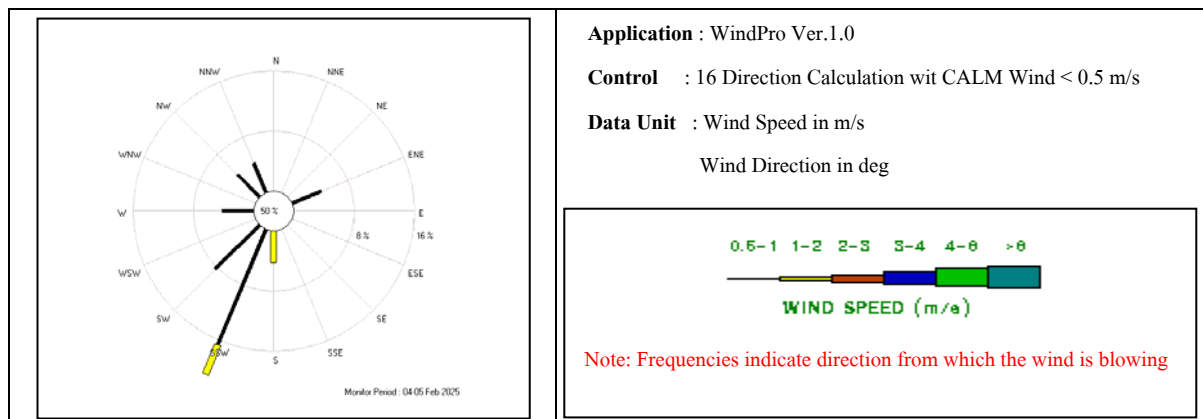 N
NNW
NNE
NW
NE
WNW
ENE
50 %
W
E
8 %
16 %
WSW
ESE
SW
SE
SSW
SSE
S
Monitor Period : 04-05 Feb 2025
Application : WindPro Ver.1.0
Control : 16 Direction Calculation wit CALM Wind < 0.5 m/s
Data Unit : Wind Speed in m/s
Wind Direction in deg
0.5-1 1-2 2-3 3-4 4-6 >6
WIND SPEED (m/s)
Note: Frequencies indicate direction from which the wind is blowing